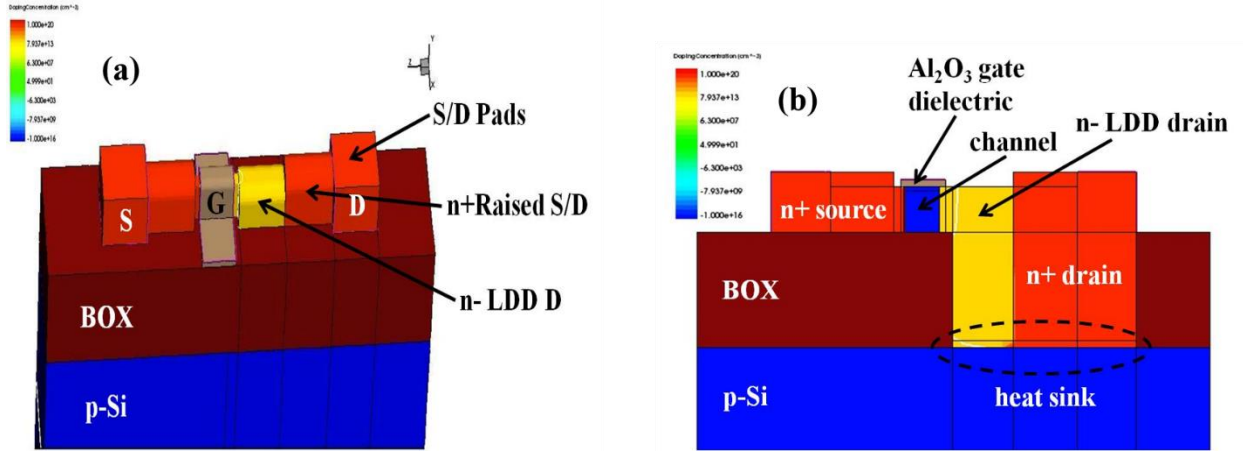 DopingConcentration (cm^-3)
1.000e+20
7.937e+13
6.300e+07
4.999e+01
-6.300e+03
-7.937e+09
-1.000e+16
(a)
Y
Z
X
S/D Pads
S
G
D
n+Raised S/D
n- LDD D
BOX
p-Si
DopingConcentration (cm^-3)
1.000e+20
7.937e+13
6.300e+07
4.999e+01
-6.300e+03
-7.937e+09
-1.000e+16
(b)
Al₂O₃ gate
dielectric
channel
n- LDD drain
n+ source
BOX
n+ drain
p-Si
heat sink